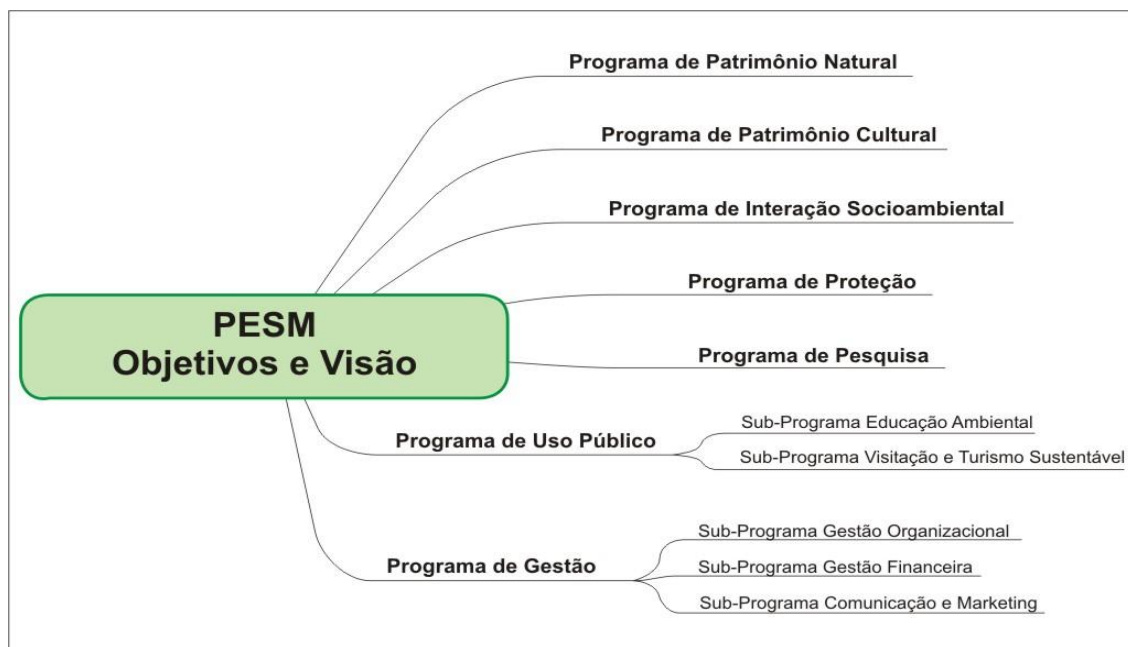 Programa de Patrimônio Natural
Programa de Patrimônio Cultural
Programa de Interação Socioambiental
Programa de Proteção
PESM
Objetivos e Visão
Programa de Pesquisa
Programa de Uso Público
Sub-Programa Educação Ambiental
Sub-Programa Visitação e Turismo Sustentável
Programa de Gestão
Sub-Programa Gestão Organizacional
Sub-Programa Gestão Financeira
Sub-Programa Comunicação e Marketing